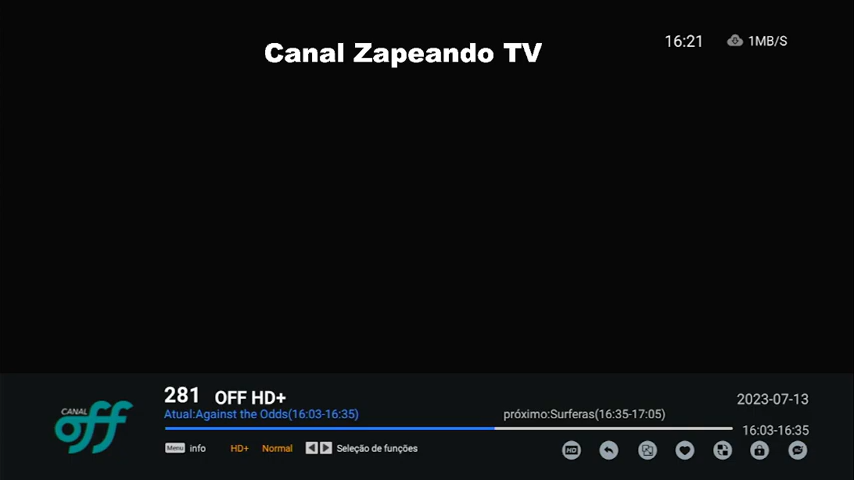 Canal Zapeando TV
16:21 1MB/S
281 OFF HD+
2023-07-13
CANAL off
Atual:Against the Odds(16:03-16:35) próximo:Surferas(16:35-17:05)
16:03-16:35
Menu info HD+ Normal Seleção de funções HD